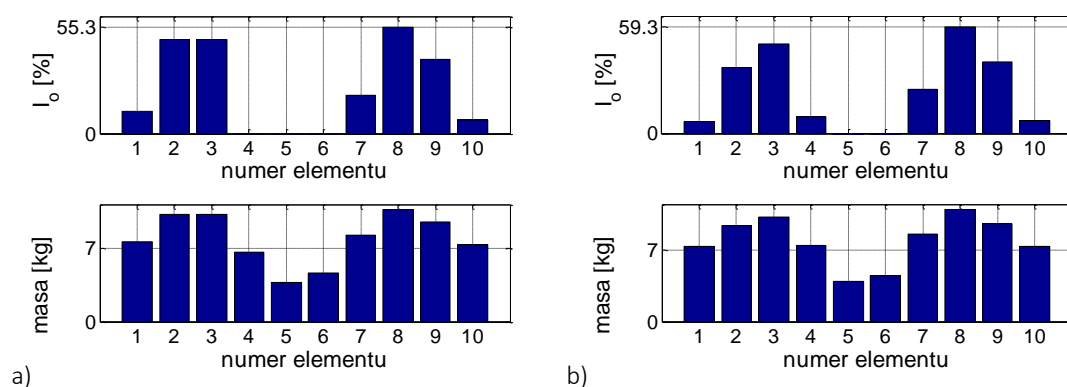 55.3
I_o [%]
0
1 2 3 4 5 6 7 8 9 10
numer elementu
7
masa [kg]
0
1 2 3 4 5 6 7 8 9 10
numer elementu
a)
59.3
I_o [%]
0
1 2 3 4 5 6 7 8 9 10
numer elementu
7
masa [kg]
0
1 2 3 4 5 6 7 8 9 10
numer elementu
b)